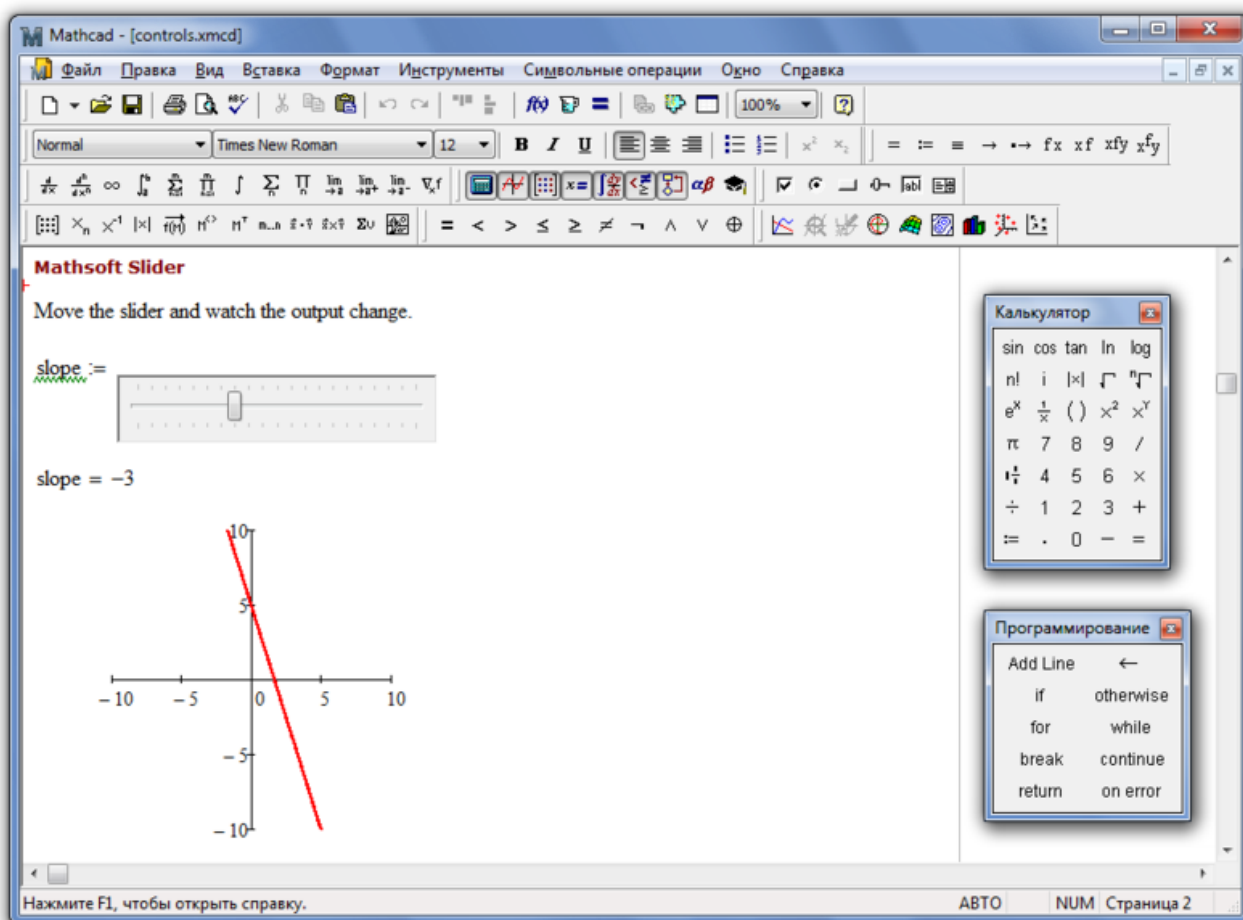 Mathcad - [controls.xmcd]
Файл Правка Вид Вставка Формат Инструменты Символьные операции Окно Справка
100%
Normal Times New Roman 12 B I U = := ≡ → •→ fx xf xfy xfy
αβ
= < > ≤ ≥ ≠ ¬ ∧ ∨ ⊕
Mathsoft Slider
Move the slider and watch the output change.
slope :=
slope = −3
10
5
−10 −5 0 5 10
−5
−10
Калькулятор
sin cos tan ln log
n! i |×| √ ⁿ√
eˣ 1/x ( ) ×² ×ʸ
π 7 8 9 /
4 5 6 ×
÷ 1 2 3 +
:= . 0 − =
Программирование
Add Line ←
if otherwise
for while
break continue
return on error
Нажмите F1, чтобы открыть справку. АВТО NUM Страница 2